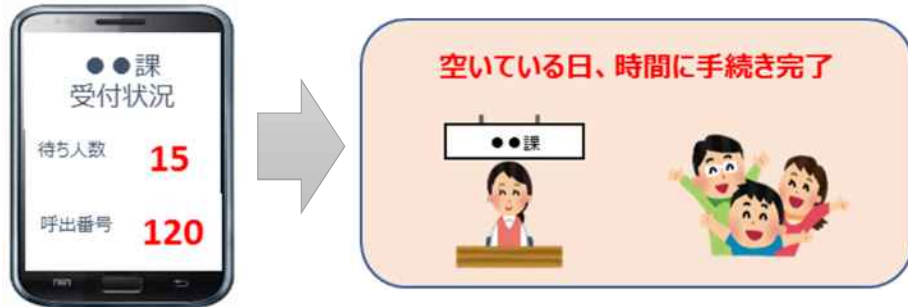 ●●課
受付状況
待ち人数 15
呼出番号 120
空いている日、時間に手続き完了
●●課